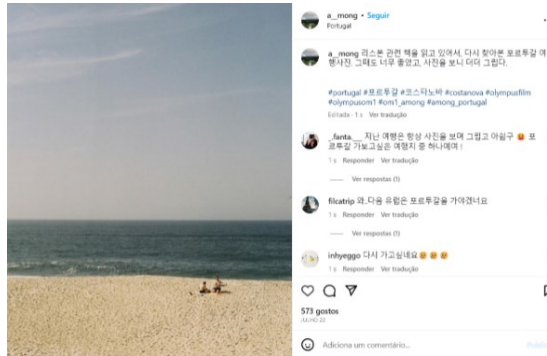 a__mong • Seguir
Portugal
a__mong 리스본 관련 책을 읽고 있어서, 다시 찾아본 포르투갈 여
행사진. 그때도 너무 좋았고, 사진을 보니 더더 그립다.
#portugal #포르투갈 #코스타노바 #costanova #olympusfilm
#olympusom1 #om1_among #among_portugal
Editada · 1 s Ver tradução
_.fanta.___ 지난 여행은 항상 사진을 보며 그립고 아쉽구 포
르투갈 가보고싶은 여행지 중 하나예여 !
1 s Responder Ver tradução
Ver respostas (1)
filcatrip 와..다음 유럽은 포르투갈을 가야겠너요
1 s Responder Ver tradução
Ver respostas (1)
inhyeggo 다시 가고싶네요
1 s Responder Ver tradução
573 gostos
Adiciona um comentário...